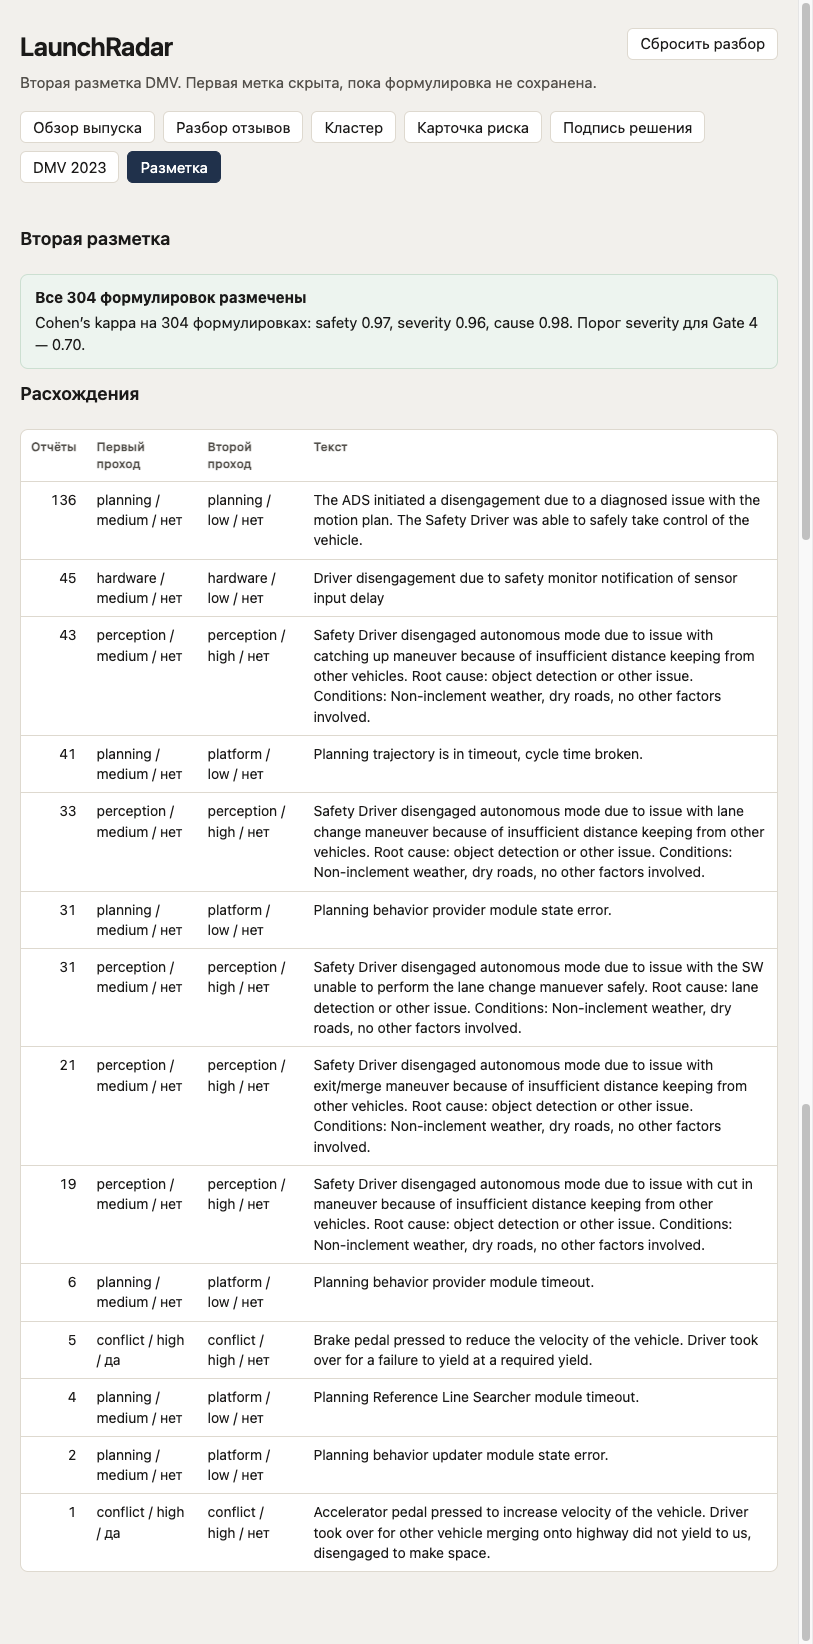 LaunchRadar
Сбросить разбор
Вторая разметка DMV. Первая метка скрыта, пока формулировка не сохранена.
Обзор выпуска
Разбор отзывов
Кластер
Карточка риска
Подпись решения
DMV 2023
Разметка
Вторая разметка
Все 304 формулировок размечены
Cohen’s kappa на 304 формулировках: safety 0.97, severity 0.96, cause 0.98. Порог severity для Gate 4
— 0.70.
Расхождения
Отчёты
Первый
проход
Второй
проход
Текст
136
planning /
medium / нет
planning /
low / нет
The ADS initiated a disengagement due to a diagnosed issue with the
motion plan. The Safety Driver was able to safely take control of the
vehicle.
45
hardware /
medium / нет
hardware /
low / нет
Driver disengagement due to safety monitor notification of sensor
input delay
43
perception /
medium / нет
perception /
high / нет
Safety Driver disengaged autonomous mode due to issue with
catching up maneuver because of insufficient distance keeping from
other vehicles. Root cause: object detection or other issue.
Conditions: Non-inclement weather, dry roads, no other factors
involved.
41
planning /
medium / нет
platform /
low / нет
Planning trajectory is in timeout, cycle time broken.
33
perception /
medium / нет
perception /
high / нет
Safety Driver disengaged autonomous mode due to issue with lane
change maneuver because of insufficient distance keeping from other
vehicles. Root cause: object detection or other issue. Conditions:
Non-inclement weather, dry roads, no other factors involved.
31
planning /
medium / нет
platform /
low / нет
Planning behavior provider module state error.
31
perception /
medium / нет
perception /
high / нет
Safety Driver disengaged autonomous mode due to issue with the SW
unable to perform the lane change manuever safely. Root cause: lane
detection or other issue. Conditions: Non-inclement weather, dry
roads, no other factors involved.
21
perception /
medium / нет
perception /
high / нет
Safety Driver disengaged autonomous mode due to issue with
exit/merge maneuver because of insufficient distance keeping from
other vehicles. Root cause: object detection or other issue.
Conditions: Non-inclement weather, dry roads, no other factors
involved.
19
perception /
medium / нет
perception /
high / нет
Safety Driver disengaged autonomous mode due to issue with cut in
maneuver because of insufficient distance keeping from other
vehicles. Root cause: object detection or other issue. Conditions:
Non-inclement weather, dry roads, no other factors involved.
6
planning /
medium / нет
platform /
low / нет
Planning behavior provider module timeout.
5
conflict / high
/ да
conflict /
high / нет
Brake pedal pressed to reduce the velocity of the vehicle. Driver took
over for a failure to yield at a required yield.
4
planning /
medium / нет
platform /
low / нет
Planning Reference Line Searcher module timeout.
2
planning /
medium / нет
platform /
low / нет
Planning behavior updater module state error.
1
conflict / high
/ да
conflict /
high / нет
Accelerator pedal pressed to increase velocity of the vehicle. Driver
took over for other vehicle merging onto highway did not yield to us,
disengaged to make space.